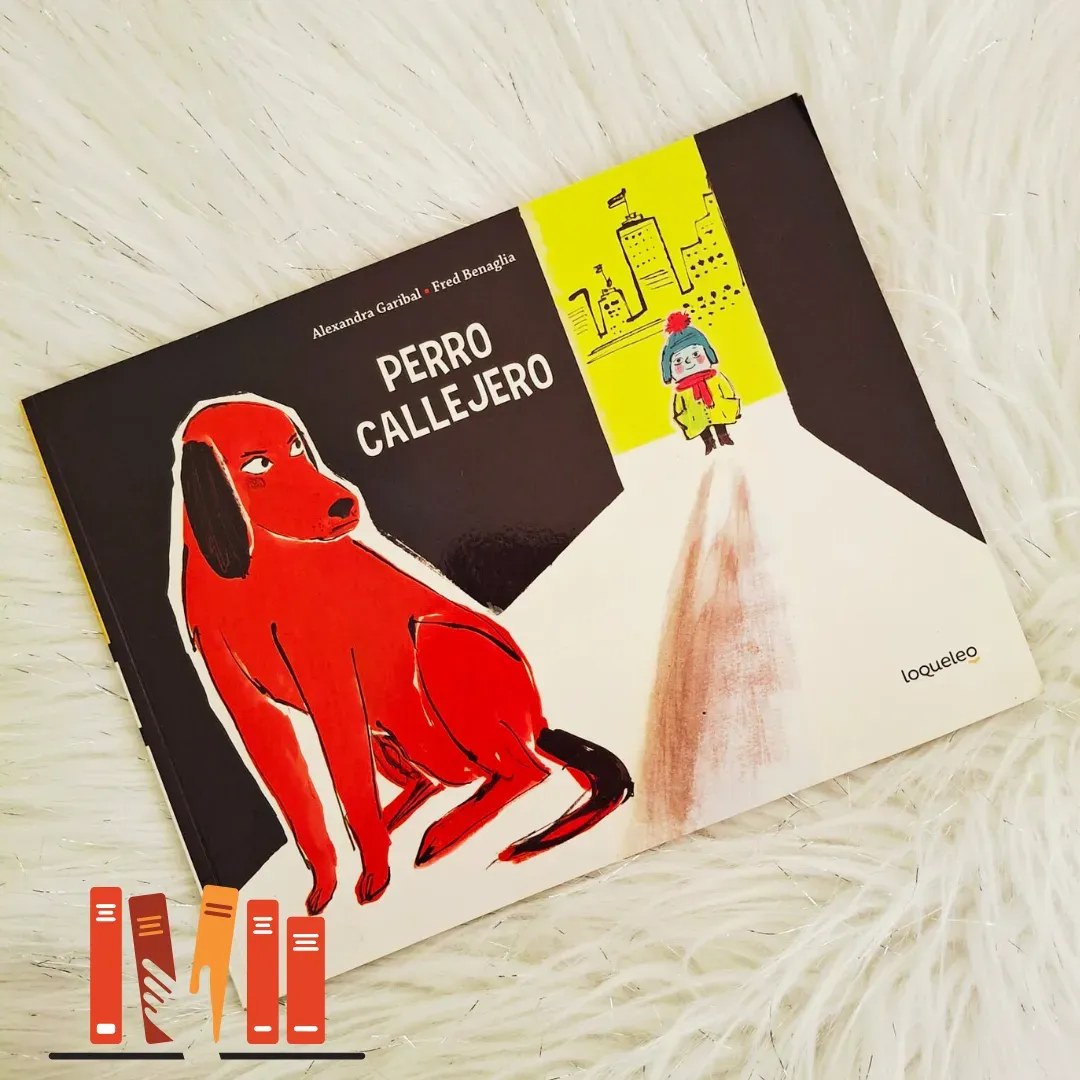 Alexandra Garibal • Fred Benaglia
PERRO
CALLEJERO
loqueleo